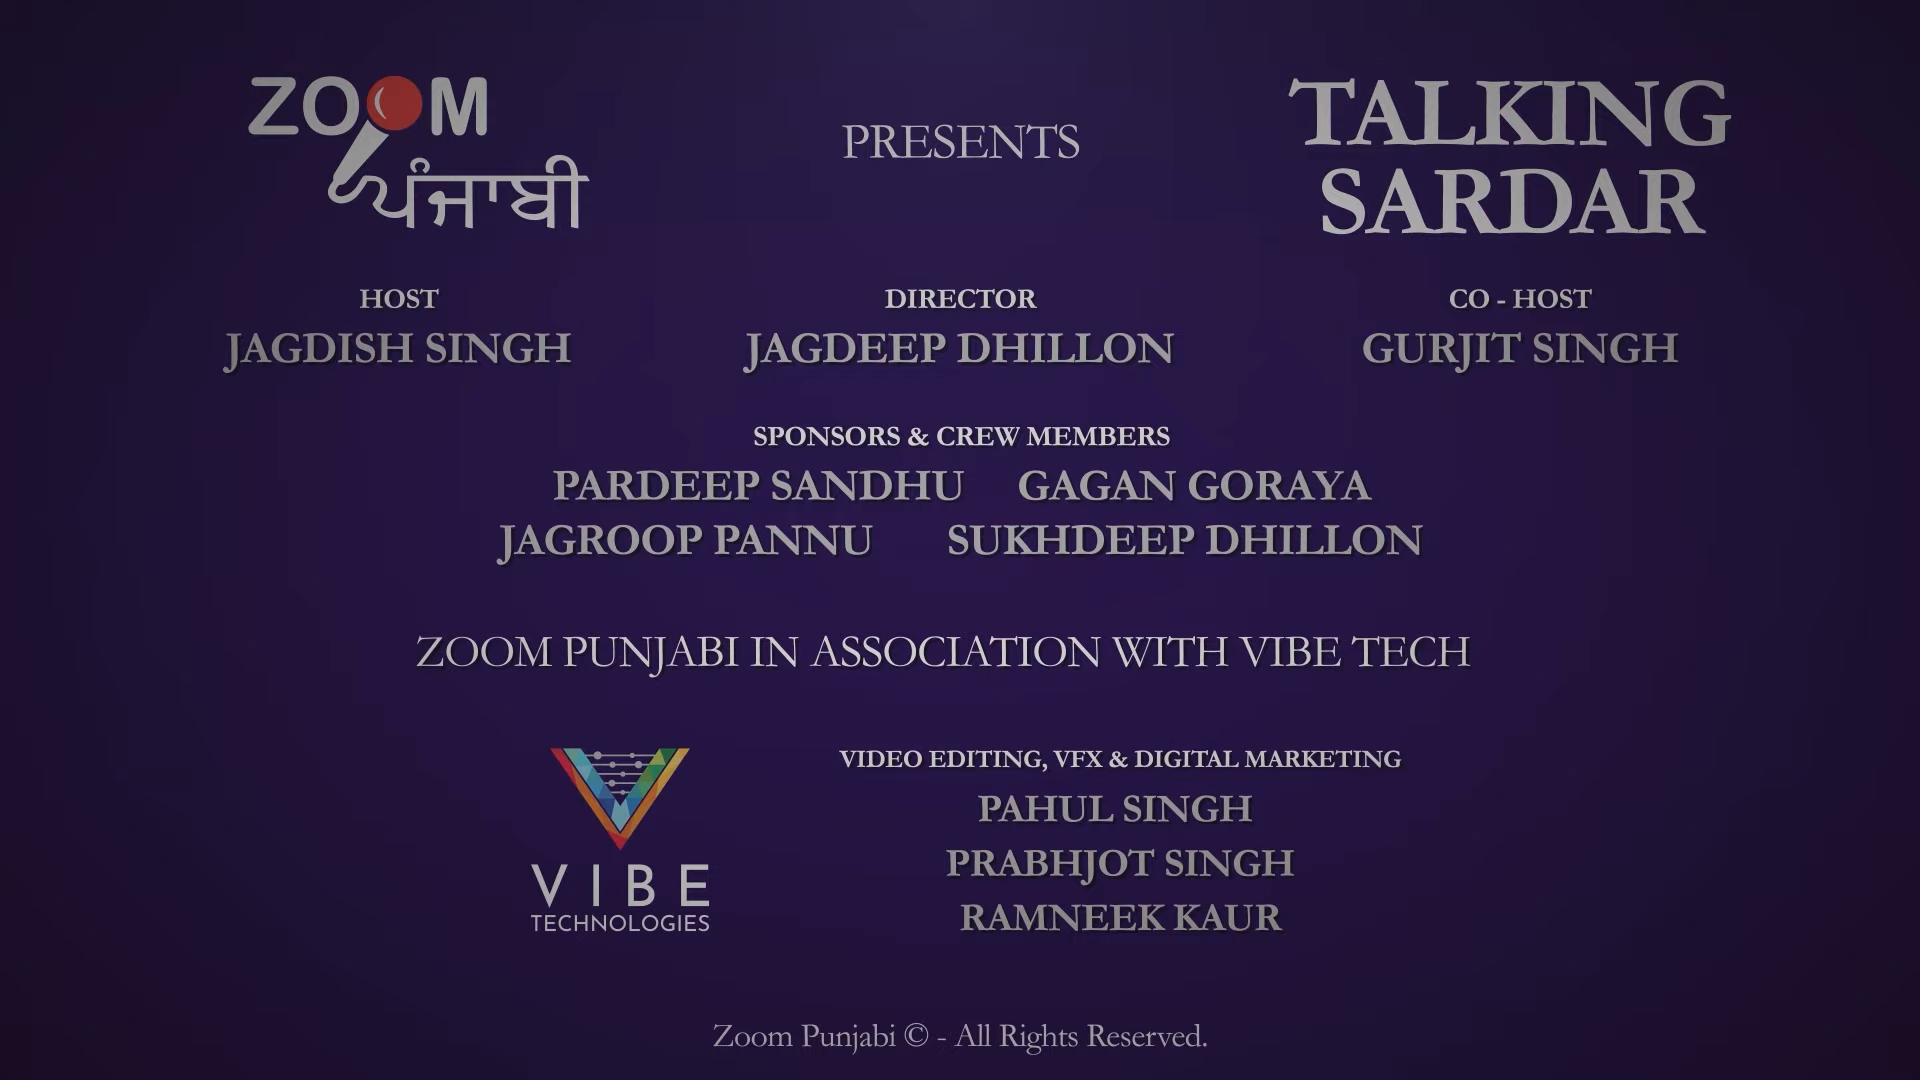 ZOOM
ਪੰਜਾਬੀ
PRESENTS
TALKING
SARDAR
HOST
JAGDISH SINGH
DIRECTOR
JAGDEEP DHILLON
CO - HOST
GURJIT SINGH
SPONSORS & CREW MEMBERS
PARDEEP SANDHU GAGAN GORAYA
JAGROOP PANNU SUKHDEEP DHILLON
ZOOM PUNJABI IN ASSOCIATION WITH VIBE TECH
VIBE
TECHNOLOGIES
VIDEO EDITING, VFX & DIGITAL MARKETING
PAHUL SINGH
PRABHJOT SINGH
RAMNEEK KAUR
Zoom Punjabi © - All Rights Reserved.